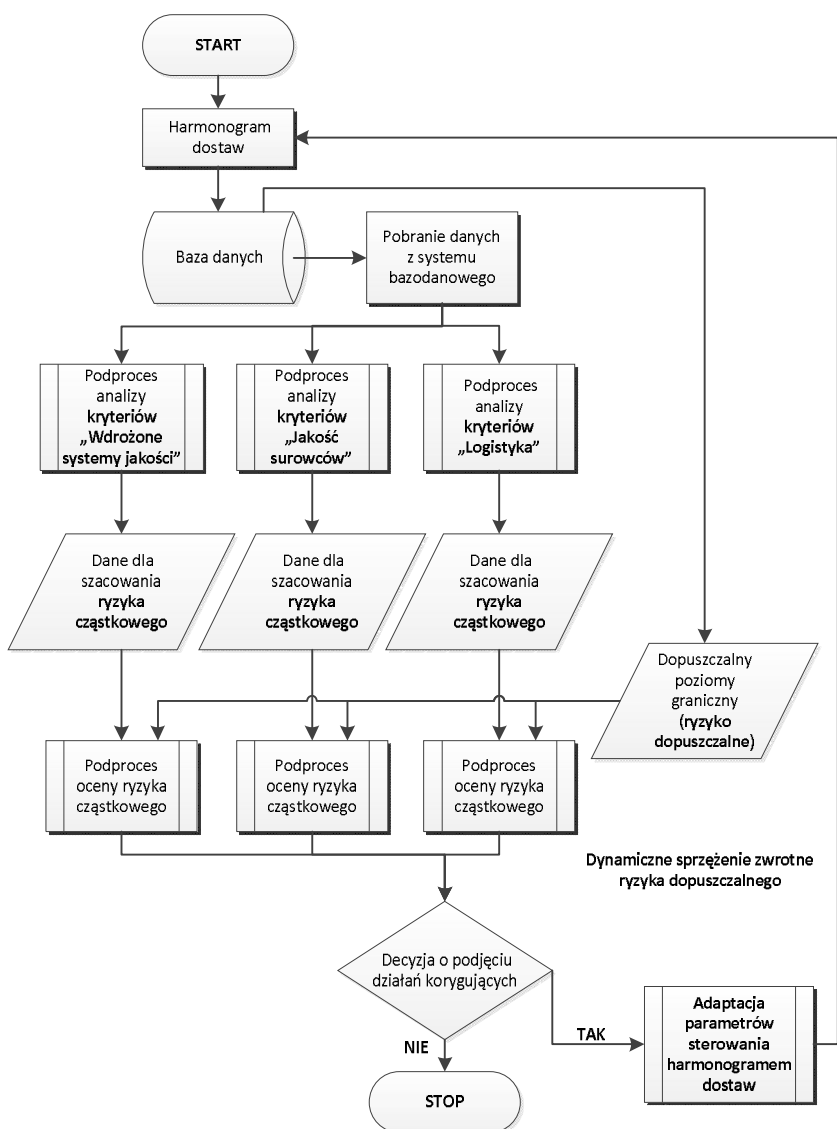 START
Harmonogram
dostaw
Baza danych
Pobranie danych
z systemu
bazodanowego
Podproces
analizy
kryteriów
„Wdrożone
systemy jakości”
Podproces
analizy
kryteriów
„Jakość
surowców”
Podproces
analizy
kryteriów
„Logistyka”
Dane dla
szacowania
ryzyka
cząstkowego
Dane dla
szacowania
ryzyka
cząstkowego
Dane dla
szacowania
ryzyka
cząstkowego
Dopuszczalny
poziomy
graniczny
(ryzyko
dopuszczalne)
Podproces
oceny ryzyka
cząstkowego
Podproces
oceny ryzyka
cząstkowego
Podproces
oceny ryzyka
cząstkowego
Dynamiczne sprzężenie zwrotne
ryzyka dopuszczalnego
Decyzja o podjęciu
działań korygujących
TAK
NIE
Adaptacja
parametrów
sterowania
harmonogramem
dostaw
STOP